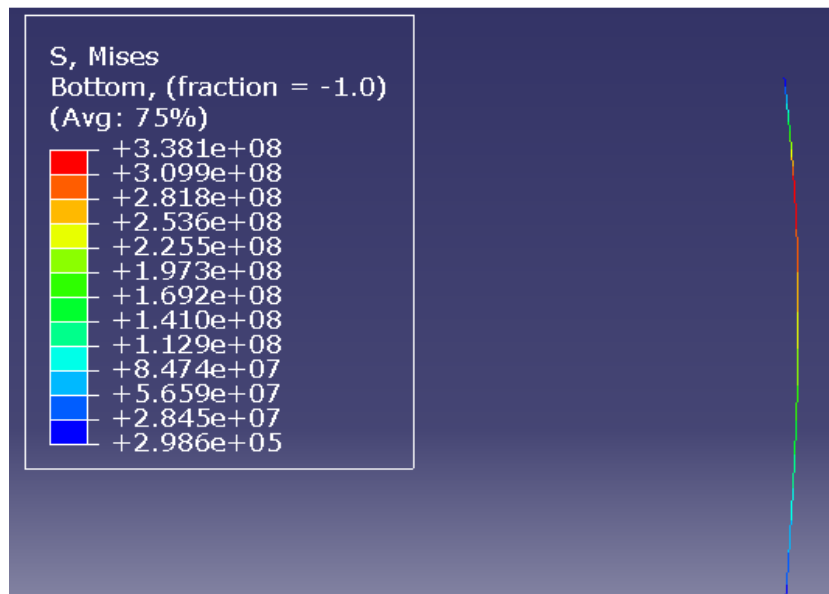 S, Mises
Bottom, (fraction = -1.0)
(Avg: 75%)
+3.381e+08
+3.099e+08
+2.818e+08
+2.536e+08
+2.255e+08
+1.973e+08
+1.692e+08
+1.410e+08
+1.129e+08
+8.474e+07
+5.659e+07
+2.845e+07
+2.986e+05